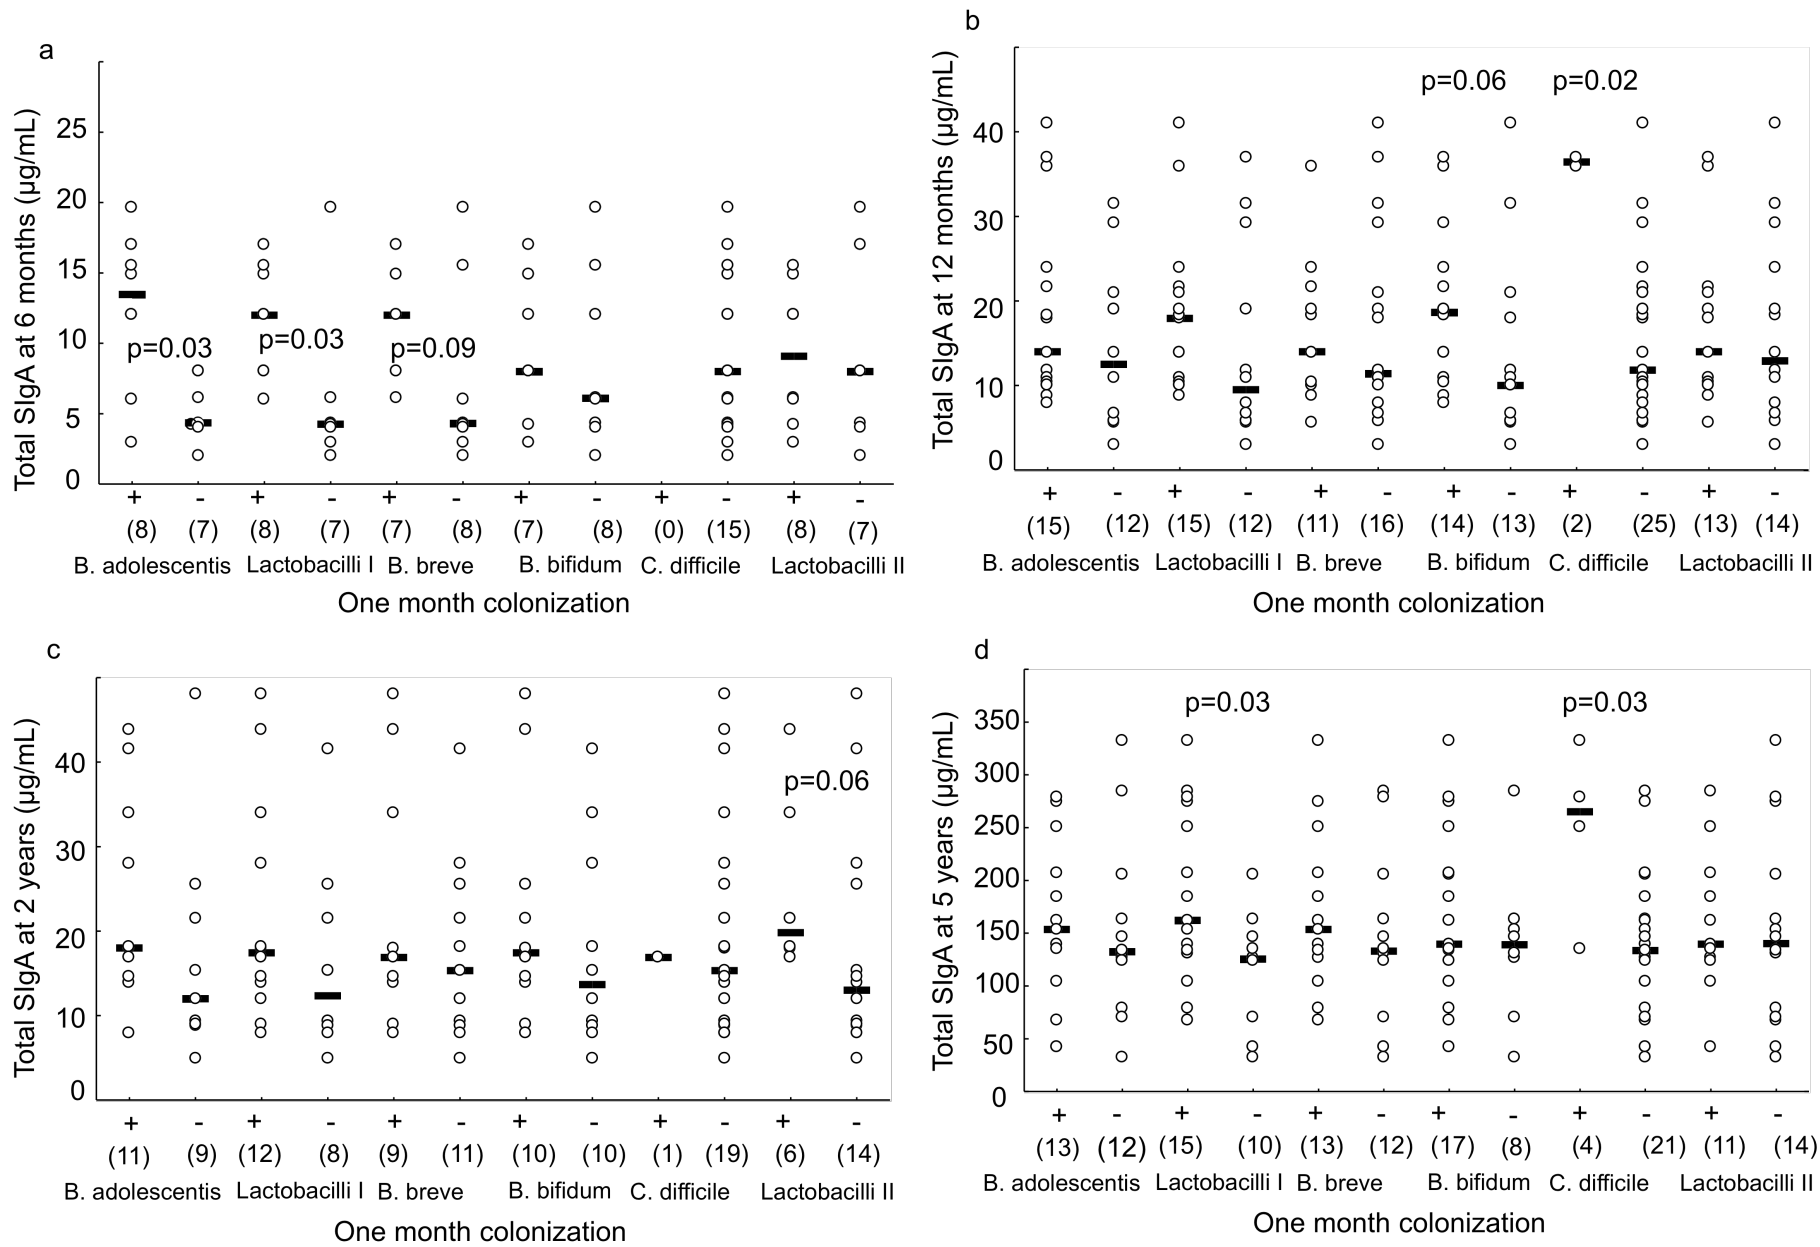 a
Total SIgA at 6 months (µg/mL)
25
20
15
10
5
0
p=0.03
p=0.03
p=0.09
+ - + - + - + - + - + -
(8) (7) (8) (7) (7) (8) (7) (8) (0) (15) (8) (7)
B. adolescentis Lactobacilli I B. breve B. bifidum C. difficile Lactobacilli II
One month colonization
b
Total SIgA at 12 months (µg/mL)
40
30
20
10
0
p=0.06 p=0.02
+ - + - + - + - + - + -
(15) (12) (15) (12) (11) (16) (14) (13) (2) (25) (13) (14)
B. adolescentis Lactobacilli I B. breve B. bifidum C. difficile Lactobacilli II
One month colonization
c
Total SIgA at 2 years (µg/mL)
40
30
20
10
0
p=0.06
+ - + - + - + - + - + -
(11) (9) (12) (8) (9) (11) (10) (10) (1) (19) (6) (14)
B. adolescentis Lactobacilli I B. breve B. bifidum C. difficile Lactobacilli II
One month colonization
d
Total SIgA at 5 years (µg/mL)
350
300
250
200
150
100
50
0
p=0.03 p=0.03
+ - + - + - + - + - + -
(13) (12) (15) (10) (13) (12) (17) (8) (4) (21) (11) (14)
B. adolescentis Lactobacilli I B. breve B. bifidum C. difficile Lactobacilli II
One month colonization